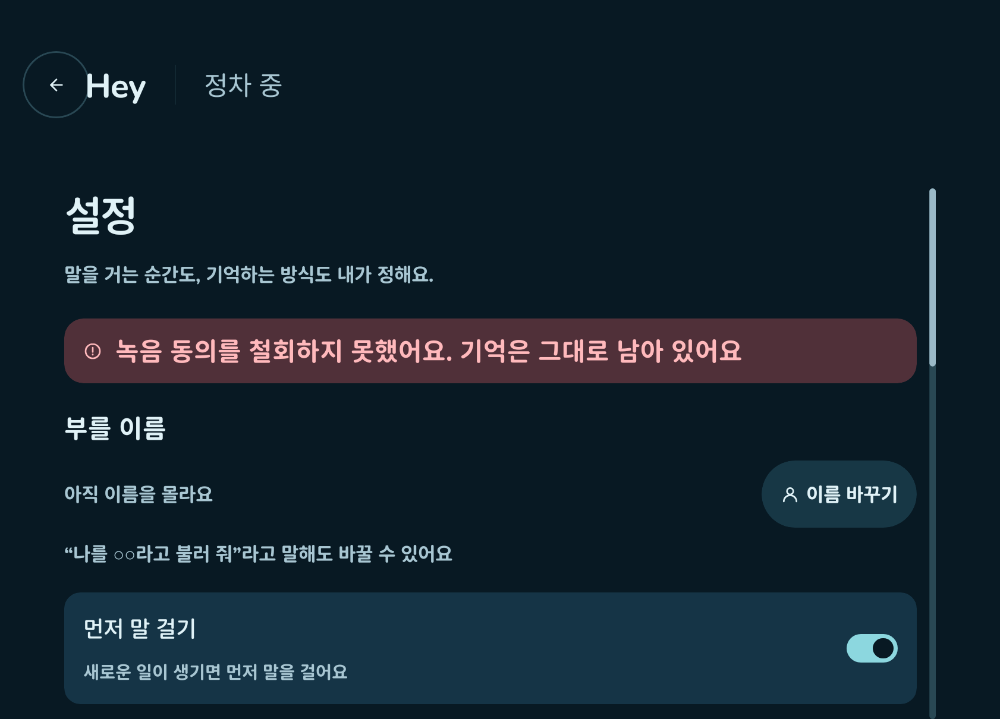 Hey
정차 중
설정
말을 거는 순간도, 기억하는 방식도 내가 정해요.
녹음 동의를 철회하지 못했어요. 기억은 그대로 남아 있어요
부를 이름
아직 이름을 몰라요
이름 바꾸기
“나를 ○○라고 불러 줘”라고 말해도 바꿀 수 있어요
먼저 말 걸기
새로운 일이 생기면 먼저 말을 걸어요